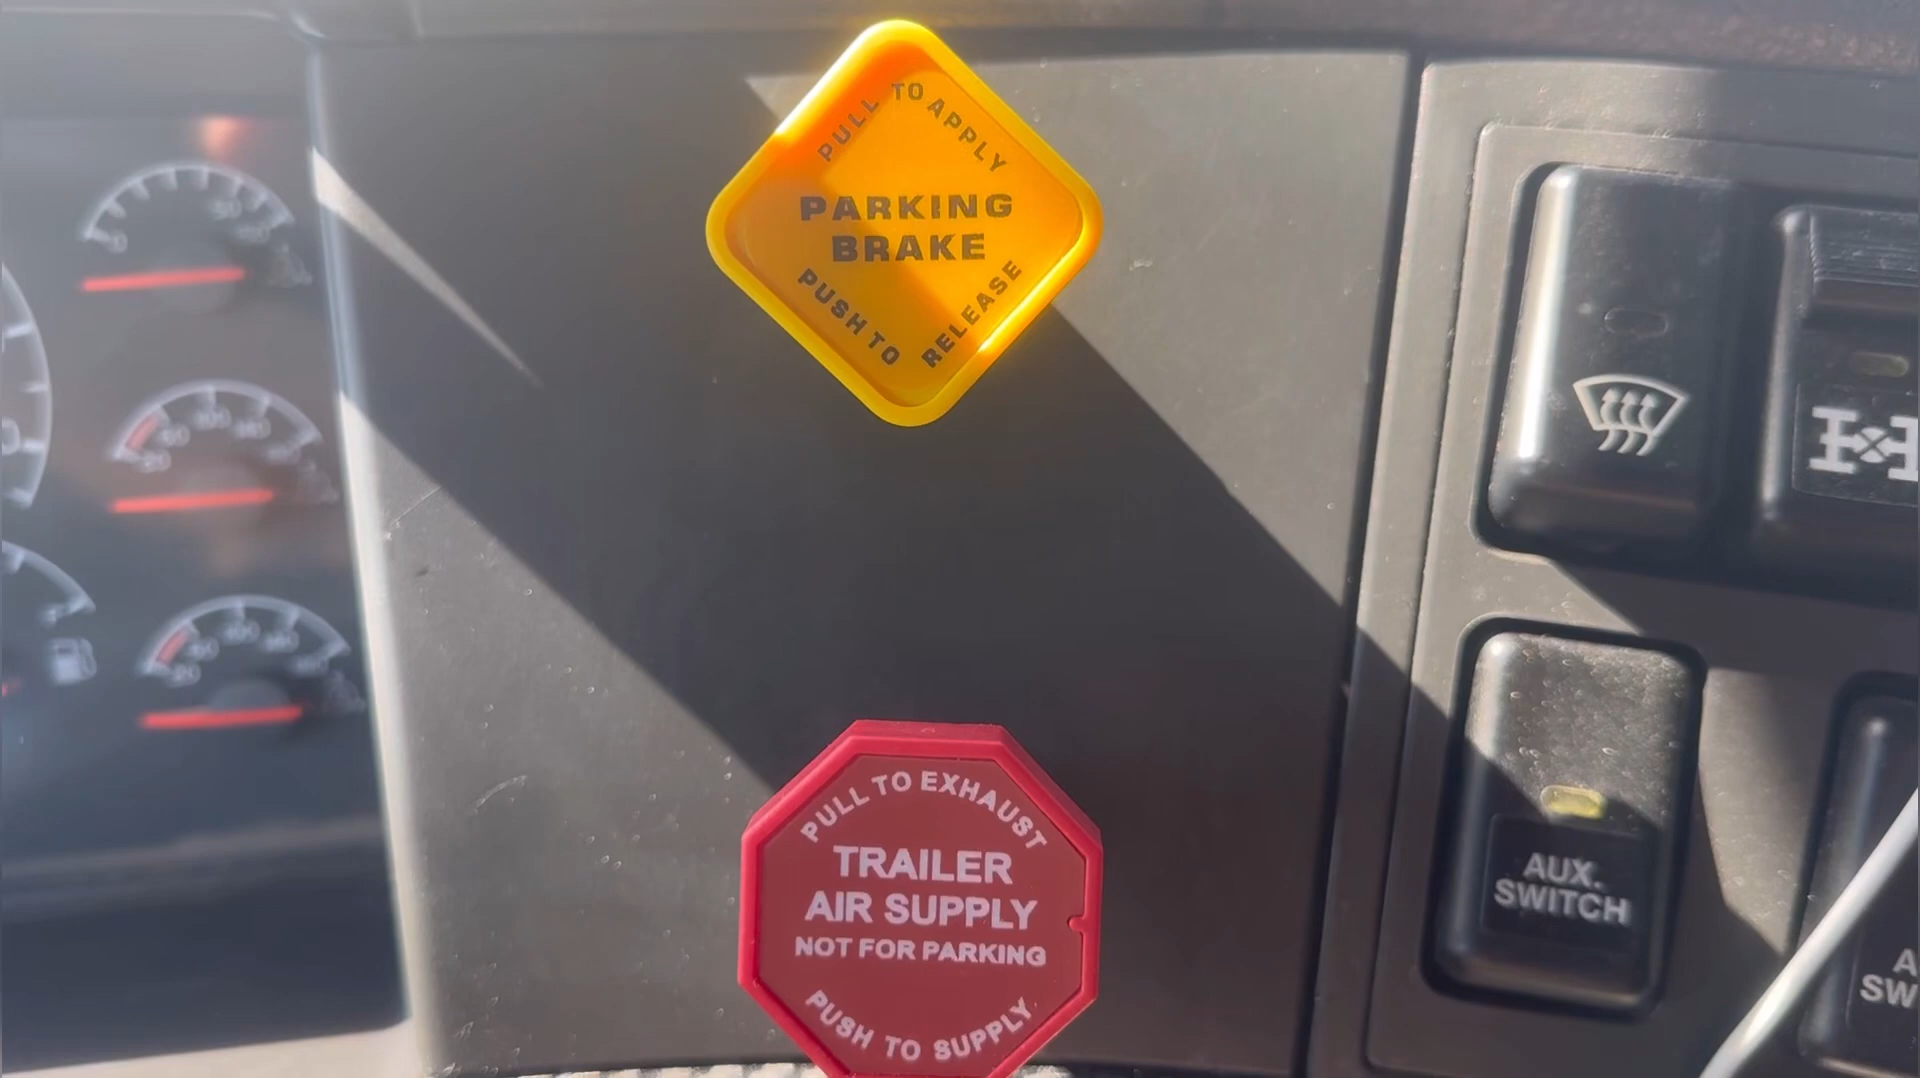 PULL TO APPLY
PARKING
BRAKE
PUSH TO RELEASE
PULL TO EXHAUST
TRAILER
AIR SUPPLY
NOT FOR PARKING
PUSH TO SUPPLY
AUX.
SWITCH